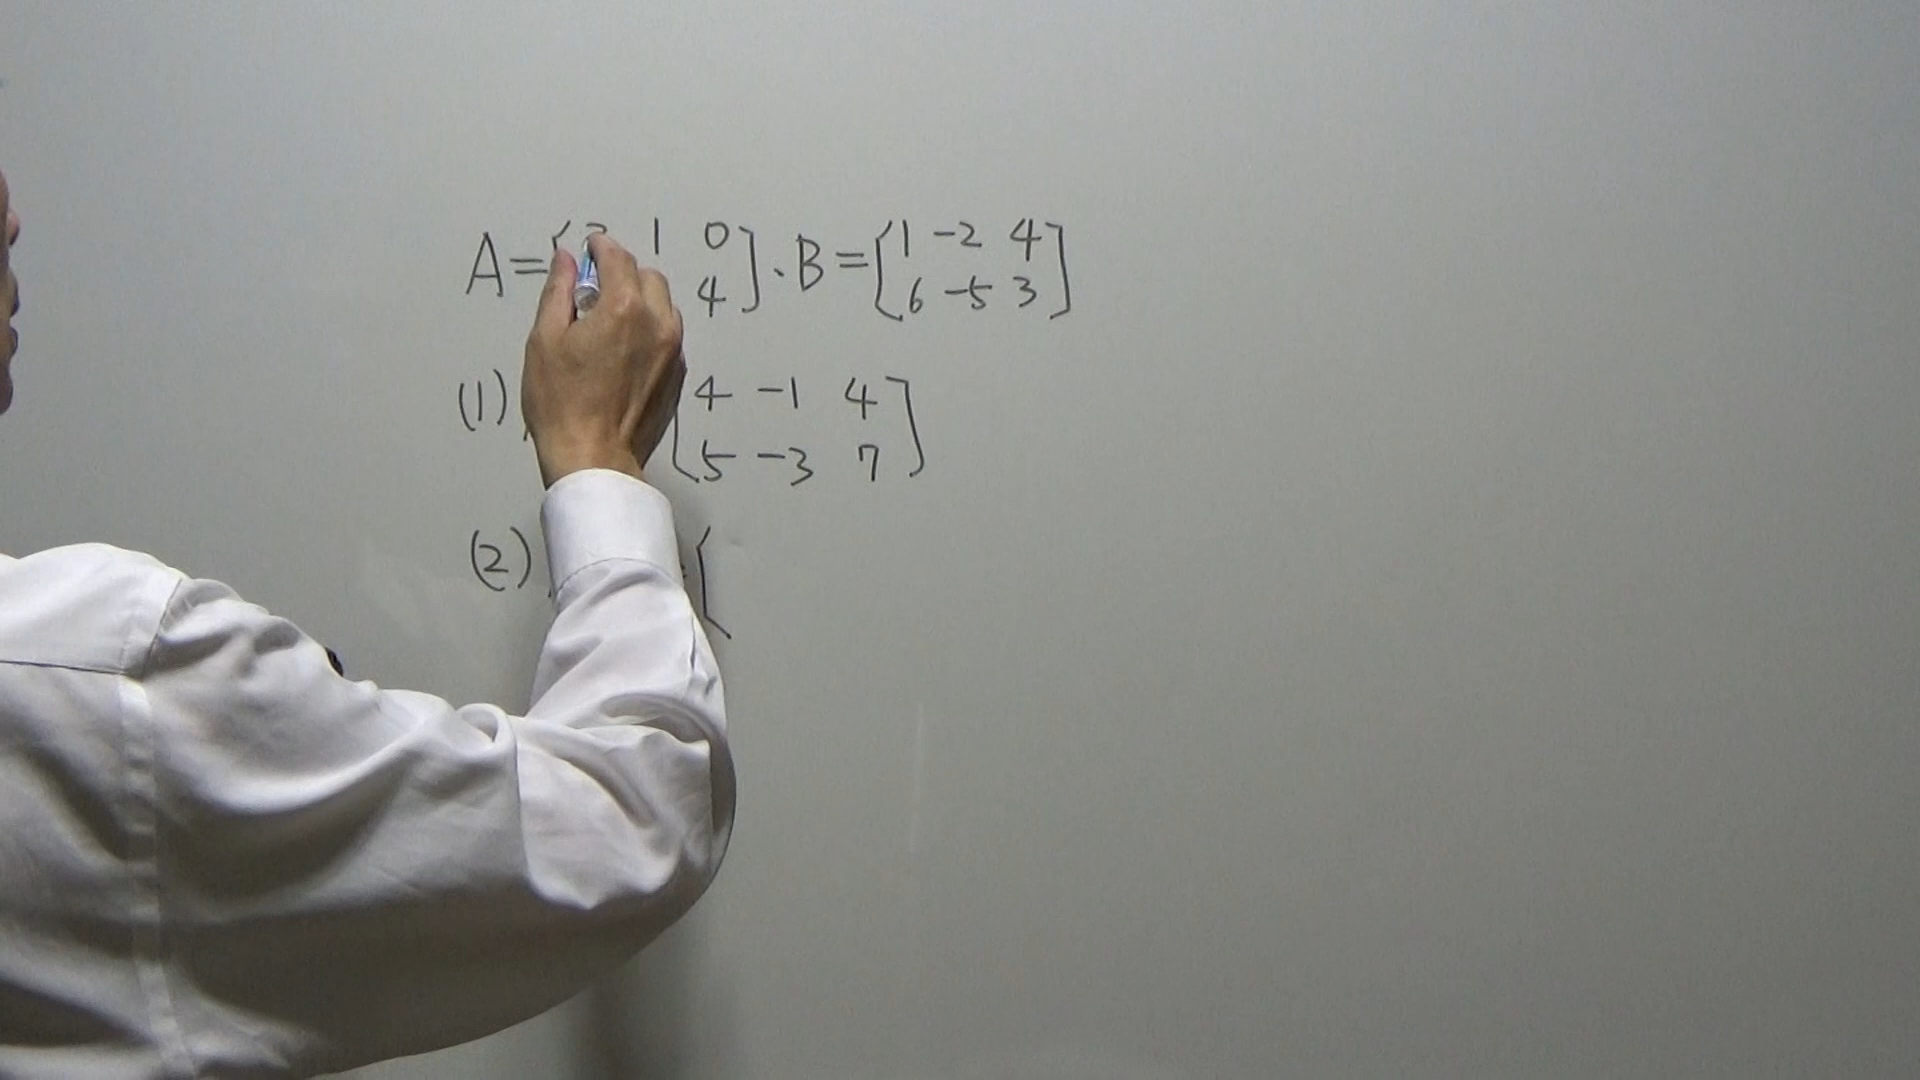 A = [ 1 0 , B = [ 1 -2 4 ]
4 ] 6 -5 3 ]
(1) [ 4 -1 4 ]
[ 5 -3 7 ]
(2) [